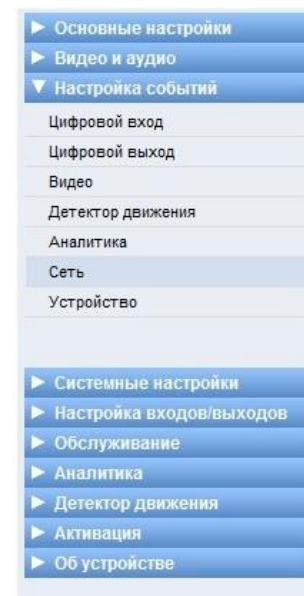 Основные настройки
Видео и аудио
Настройка событий
Цифровой вход
Цифровой выход
Видео
Детектор движения
Аналитика
Сеть
Устройство
Системные настройки
Настройка входов/выходов
Обслуживание
Аналитика
Детектор движения
Активация
Об устройстве